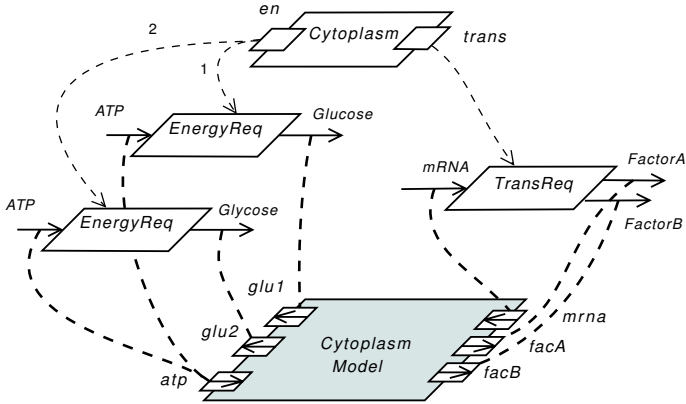 en
2
Cytoplasm
trans
1
ATP
EnergyReq
Glucose
mRNA
TransReq
FactorA
ATP
EnergyReq
Glycose
FactorB
glu1
mrna
glu2
Cytoplasm
Model
facA
atp
facB